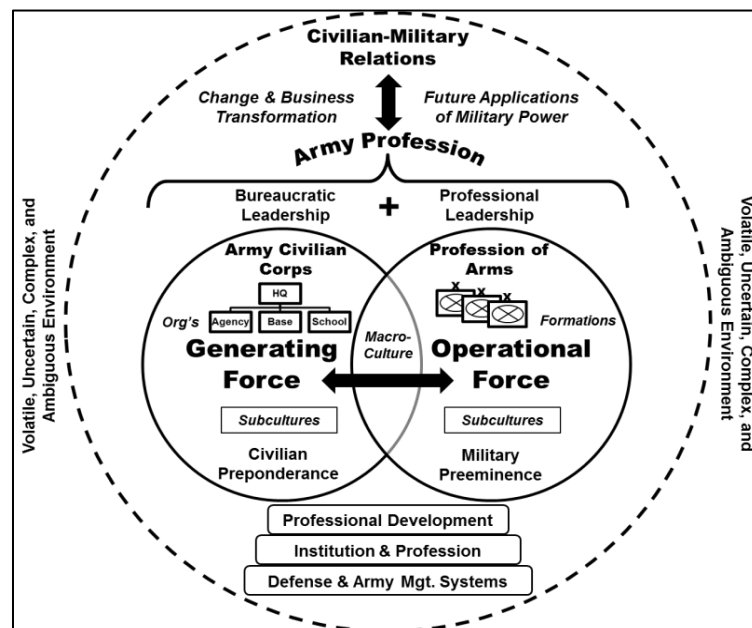 Civilian-Military
Relations
Change & Business
Transformation
Future Applications
of Military Power
Army Profession
Bureaucratic
Leadership
+
Professional
Leadership
Volatile, Uncertain, Complex, and
Ambiguous Environment
Army Civilian
Corps
HQ
Org's
Agency
Base
School
Generating
Force
Subcultures
Civilian
Preponderance
Macro-
Culture
Profession of
Arms
X
X
X
Formations
Operational
Force
Subcultures
Military
Preeminence
Volatile, Uncertain, Complex, and
Ambiguous Environment
Professional Development
Institution & Profession
Defense & Army Mgt. Systems